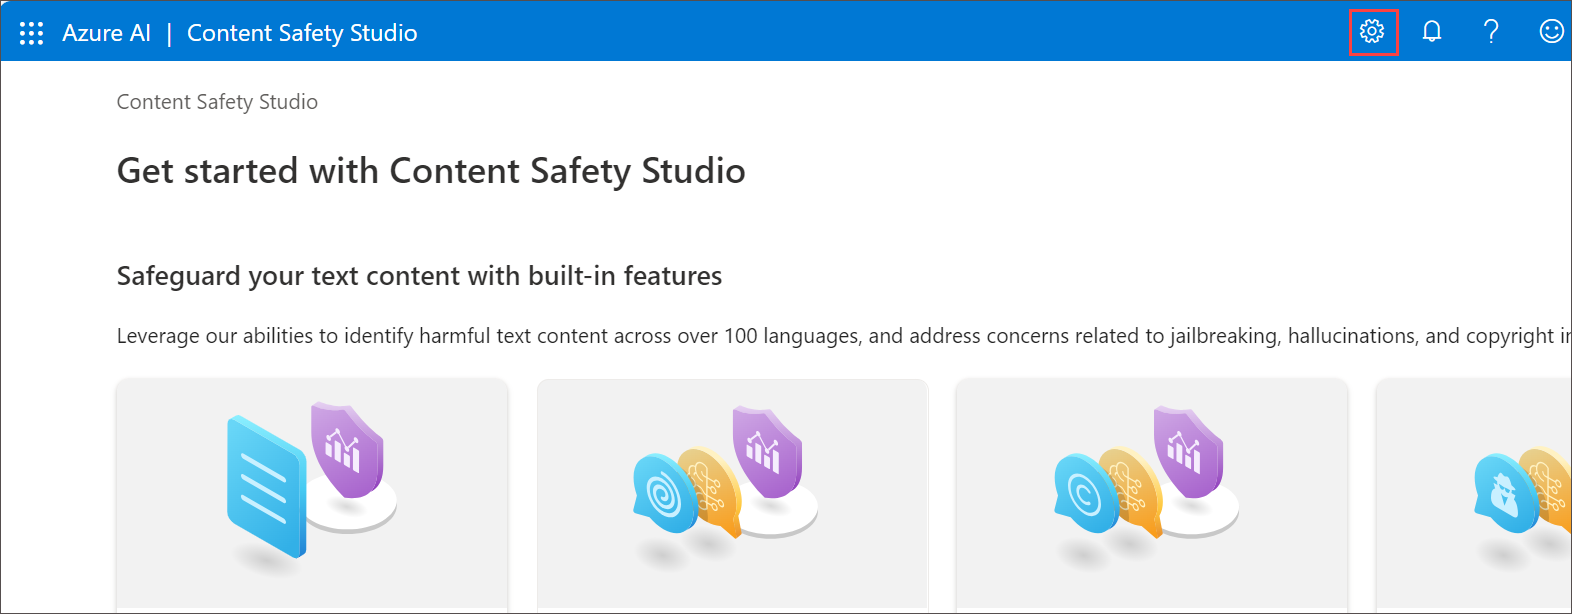 Azure AI | Content Safety Studio
Content Safety Studio
Get started with Content Safety Studio
Safeguard your text content with built-in features
Leverage our abilities to identify harmful text content across over 100 languages, and address concerns related to jailbreaking, hallucinations, and copyright